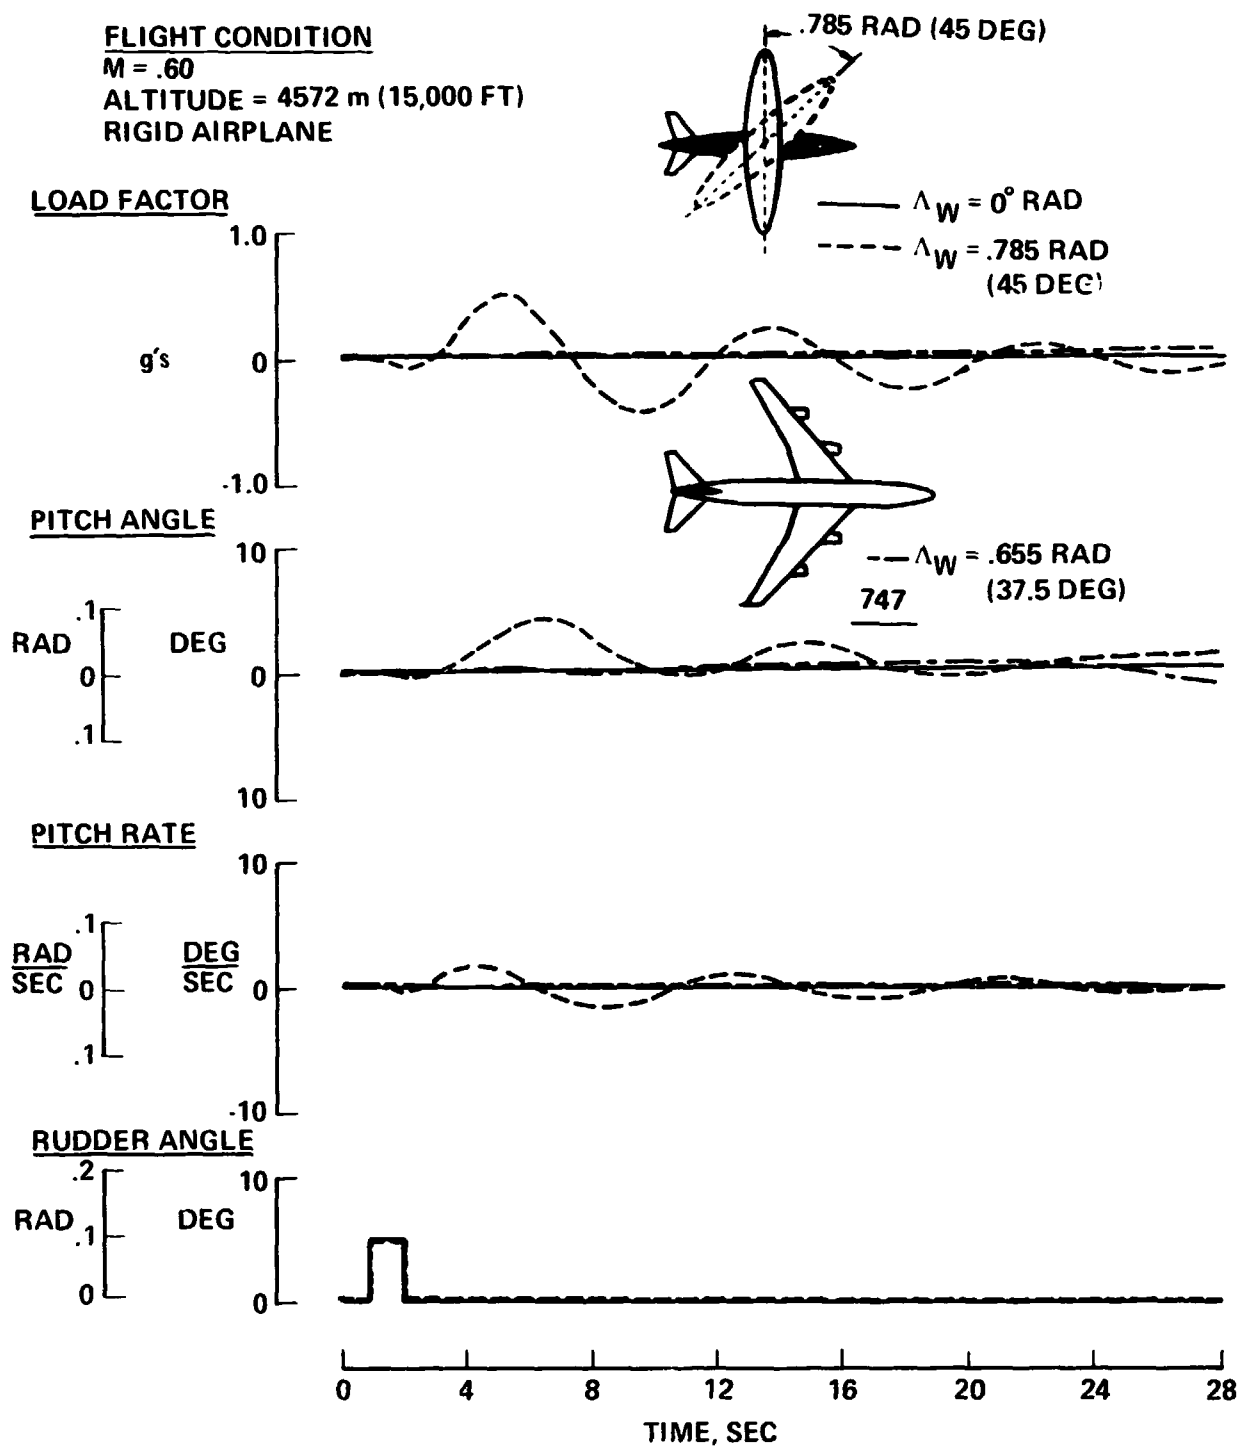 FLIGHT CONDITION
M = .60
ALTITUDE = 4572 m (15,000 FT)
RIGID AIRPLANE
.785 RAD (45 DEG)
ΛW = 0° RAD
ΛW = .785 RAD
(45 DEG)
LOAD FACTOR
1.0
g's
0
-1.0
ΛW = .655 RAD
(37.5 DEG)
747
PITCH ANGLE
10
.1
RAD
DEG
0
0
.1
10
PITCH RATE
10
.1
RAD
SEC
DEG
SEC
0
0
.1
-10
RUDDER ANGLE
.2
10
RAD
.1
DEG
0
0
0 4 8 12 16 20 24 28
TIME, SEC